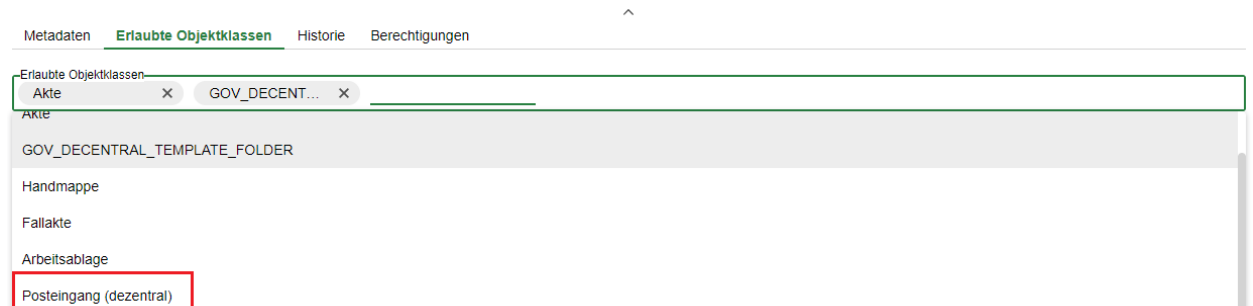 Metadaten Erlaubte Objektklassen Historie Berechtigungen
Erlaubte Objektklassen
Akte × GOV_DECENT... ×
Akte
GOV_DECENTRAL_TEMPLATE_FOLDER
Handmappe
Fallakte
Arbeitsablage
Posteingang (dezentral)